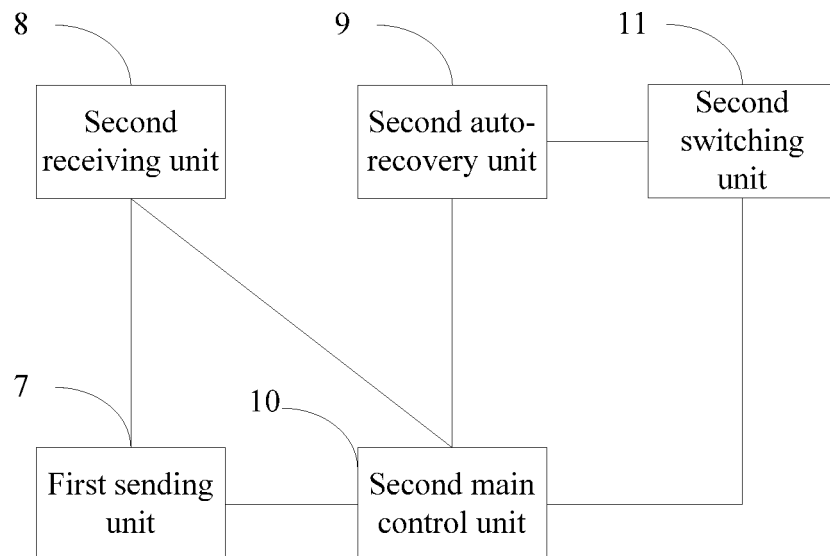 8
9
11
Second
receiving unit
Second auto-
recovery unit
Second
switching
unit
7
10
First sending
unit
Second main
control unit